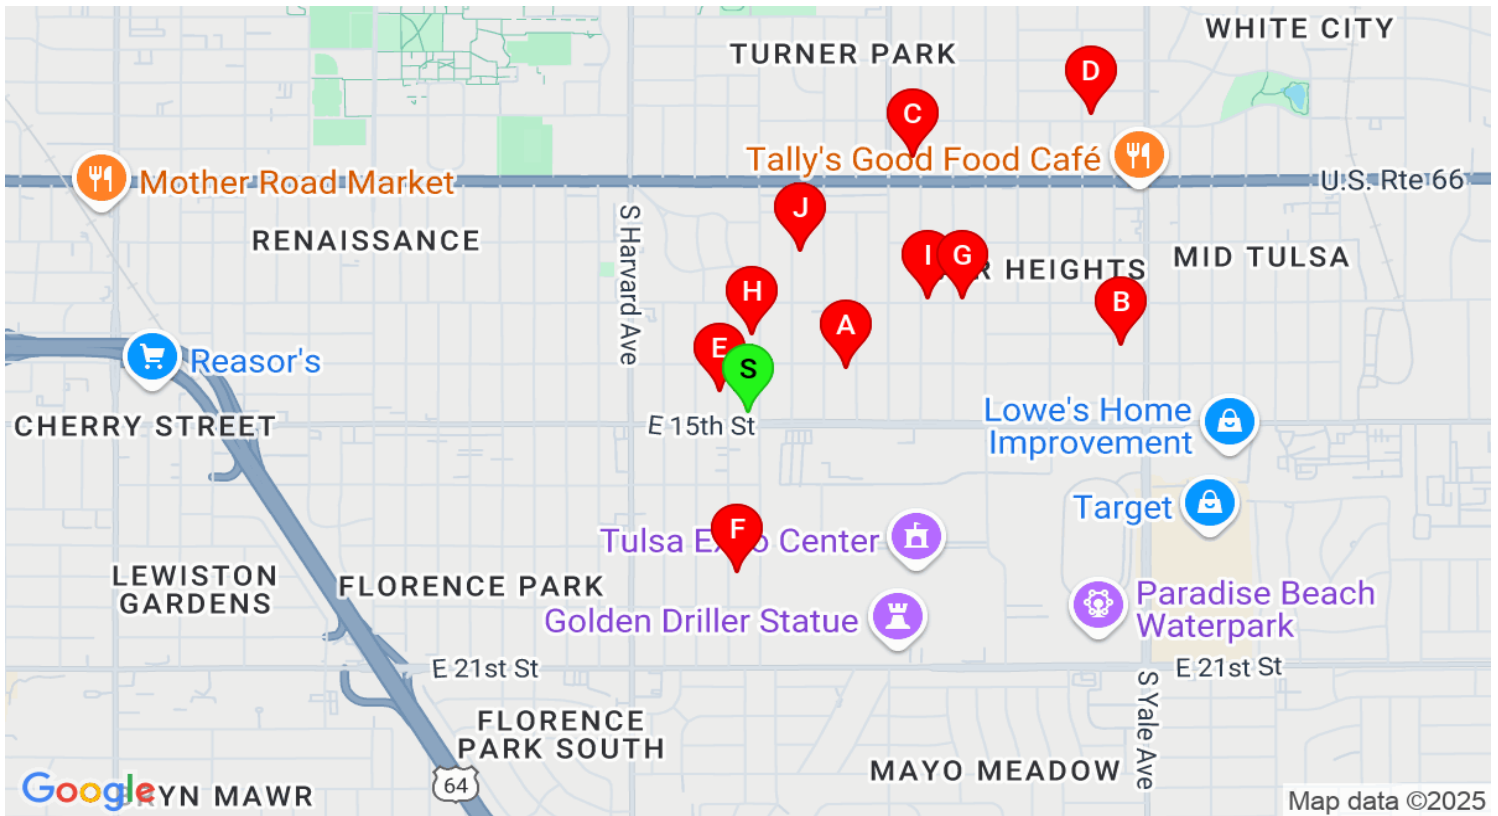 WHITE CITY
TURNER PARK
D
C
Tally's Good Food Café
U.S. Rte 66
Mother Road Market
J
S Harvard Ave
RENAISSANCE
I
G
HEIGHTS
MID TULSA
H
B
A
E
S
Reasor's
CHERRY STREET
E 15th St
Lowe's Home
Improvement
Target
F
Tulsa Center
LEWISTON
GARDENS
FLORENCE PARK
Golden Driller Statue
Paradise Beach
Waterpark
E 21st St
E 21st St
S Yale Ave
FLORENCE
PARK SOUTH
MAYO MEADOW
64
Google
RYN MAWR
Map data ©2025